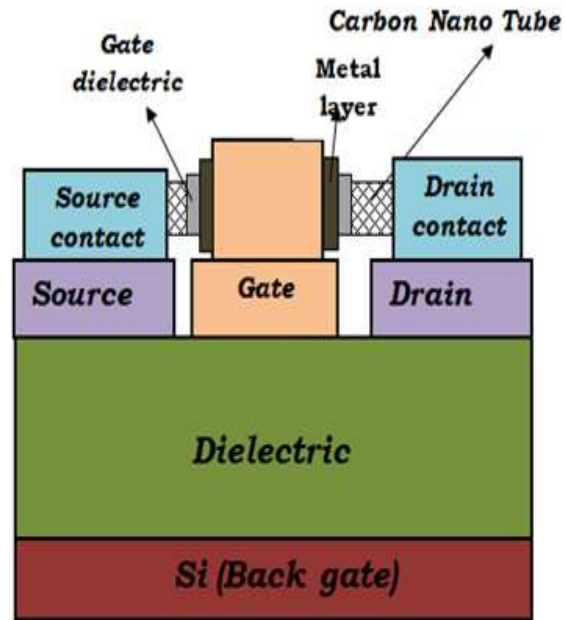 Carbon Nano Tube
Gate
dielectric
Metal
layer
Source
contact
Drain
contact
Source
Gate
Drain
Dielectric
Si (Back gate)